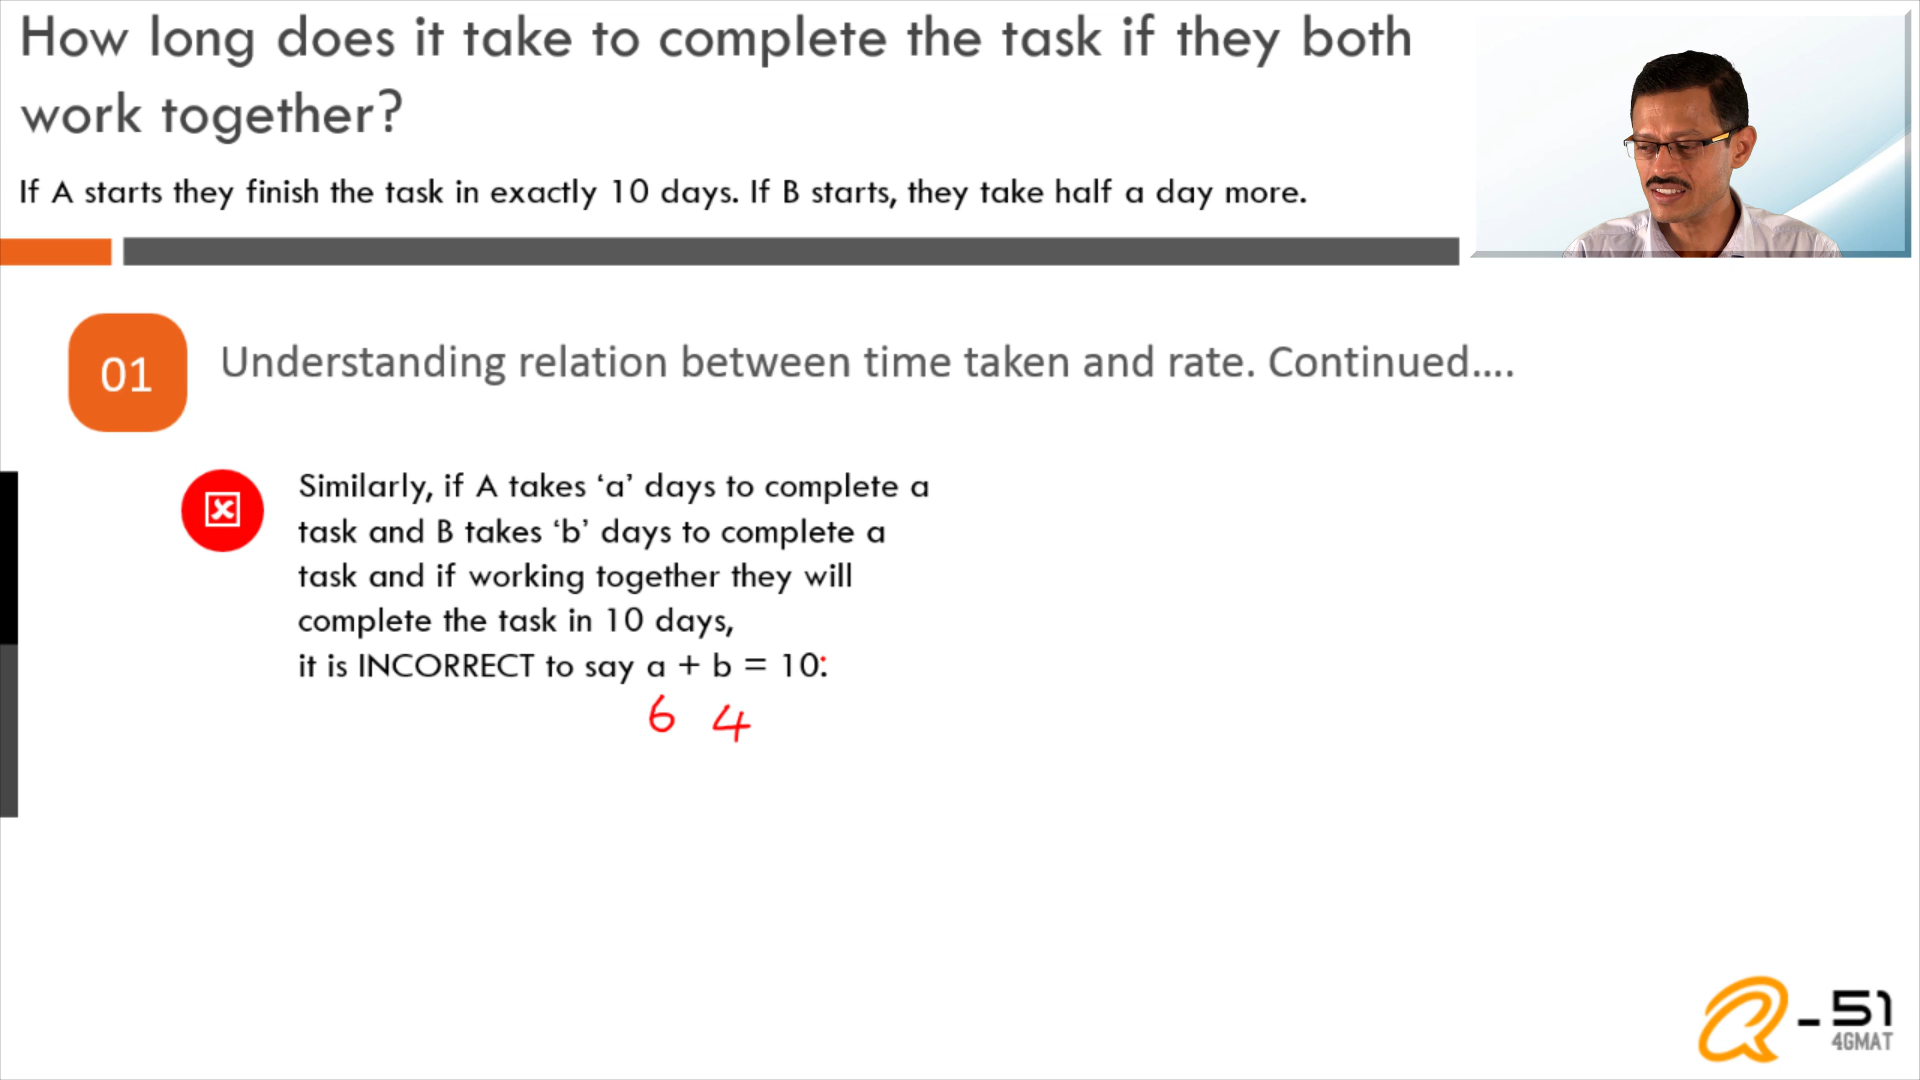 How long does it take to complete the task if they both
work together?
If A starts they finish the task in exactly 10 days. If B starts, they take half a day more.
01
Understanding relation between time taken and rate. Continued....
Similarly, if A takes ‘a’ days to complete a
task and B takes ‘b’ days to complete a
task and if working together they will
complete the task in 10 days,
it is INCORRECT to say a + b = 10:
6 4
Q-51
4GMAT